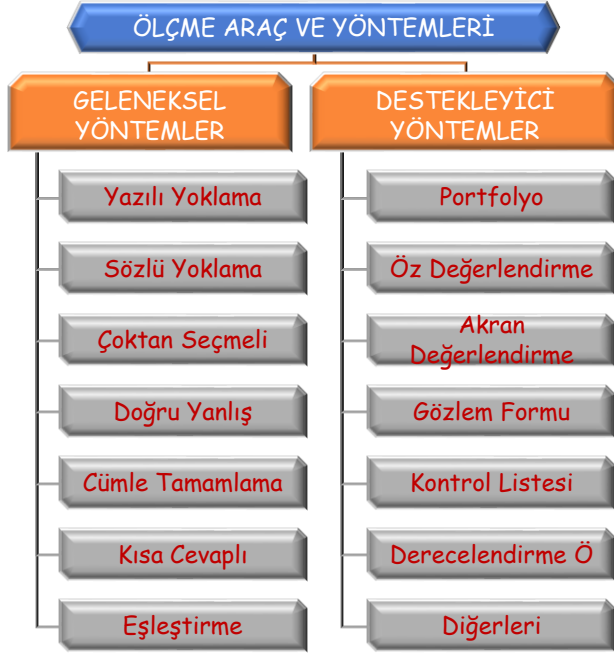 ÖLÇME ARAÇ VE YÖNTEMLERİ
GELENEKSEL
YÖNTEMLER
Yazılı Yoklama
Sözlü Yoklama
Çoktan Seçmeli
Doğru Yanlış
Cümle Tamamlama
Kısa Cevaplı
Eşleştirme
DESTEKLEYİCİ
YÖNTEMLER
Portfolyo
Öz Değerlendirme
Akran
Değerlendirme
Gözlem Formu
Kontrol Listesi
Derecelendirme Ö
Diğerleri